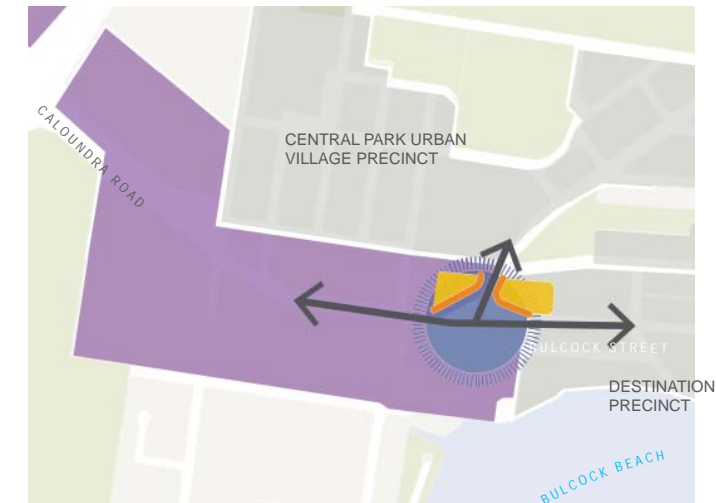 CALOUNDRA ROAD
CENTRAL PARK URBAN
VILLAGE PRECINCT
BULCOCK STREET
DESTINATION
PRECINCT
BULCOCK BEACH